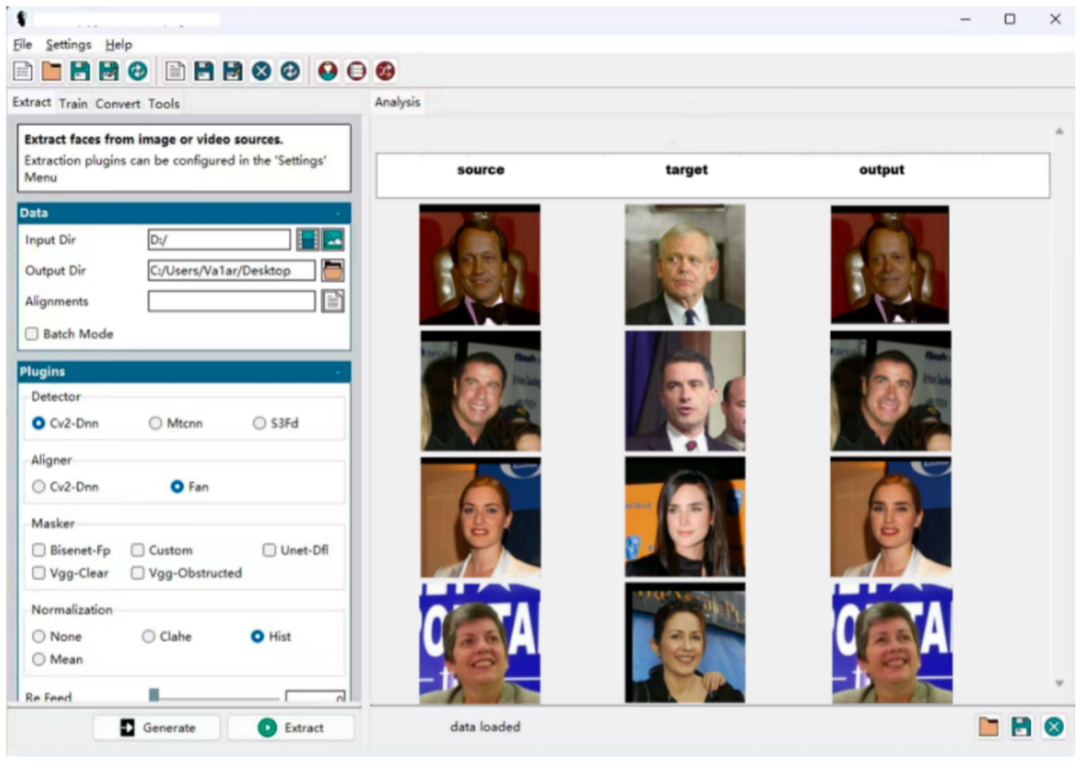 File Settings Help
Extract Train Convert Tools
Extract faces from image or video sources.
Extraction plugins can be configured in the 'Settings'
Menu
Data
Input Dir D:/
Output Dir C:/Users/Va1ar/Desktop
Alignments
Batch Mode
Plugins
Detector
Cv2-Dnn Mtcnn S3Fd
Aligner
Cv2-Dnn Fan
Masker
Bisenet-Fp Custom Unet-Dfl
Vgg-Clear Vgg-Obstructed
Normalization
None Clahe Hist
Mean
Re Feed 0
Generate Extract
Analysis
source target output
data loaded